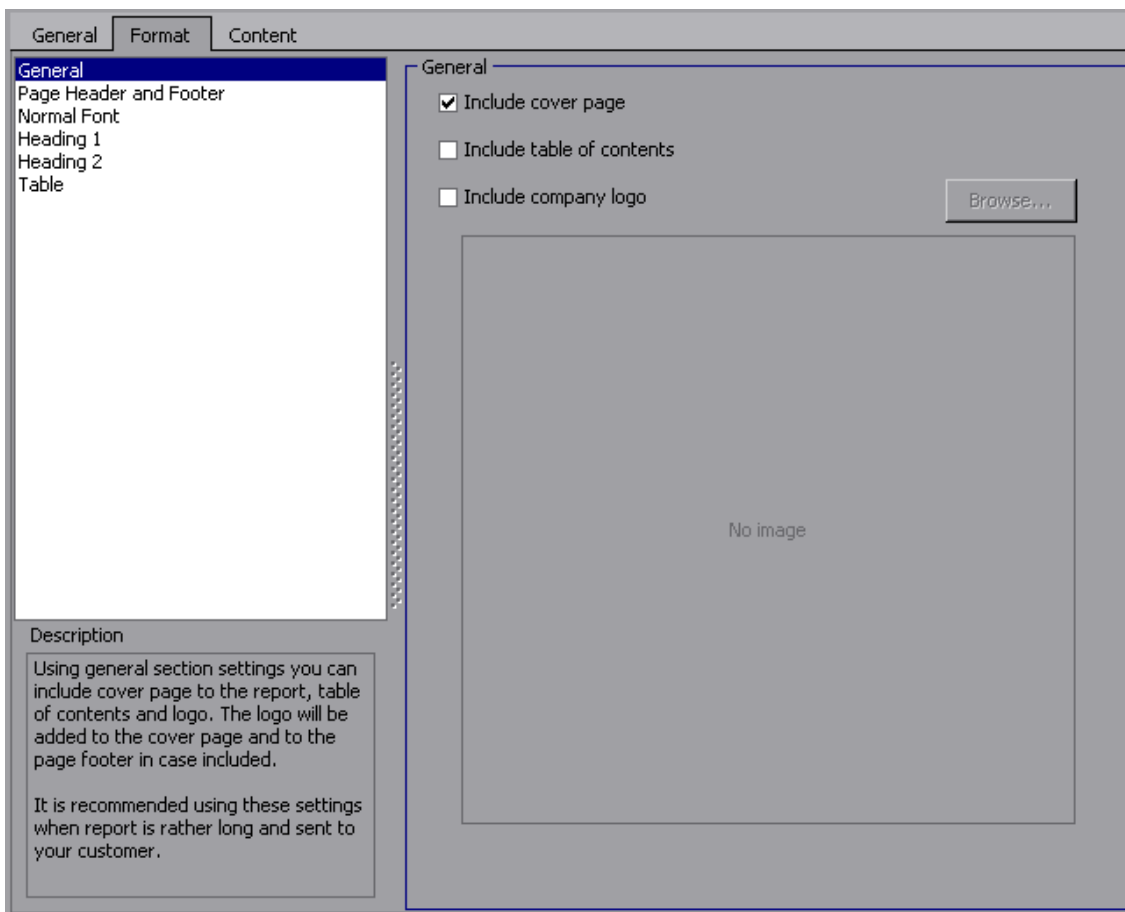 General Format Content
General
Page Header and Footer
Normal Font
Heading 1
Heading 2
Table
Description
Using general section settings you can
include cover page to the report, table
of contents and logo. The logo will be
added to the cover page and to the
page footer in case included.
It is recommended using these settings
when report is rather long and sent to
your customer.
General
Include cover page
Include table of contents
Include company logo
Browse...
No image